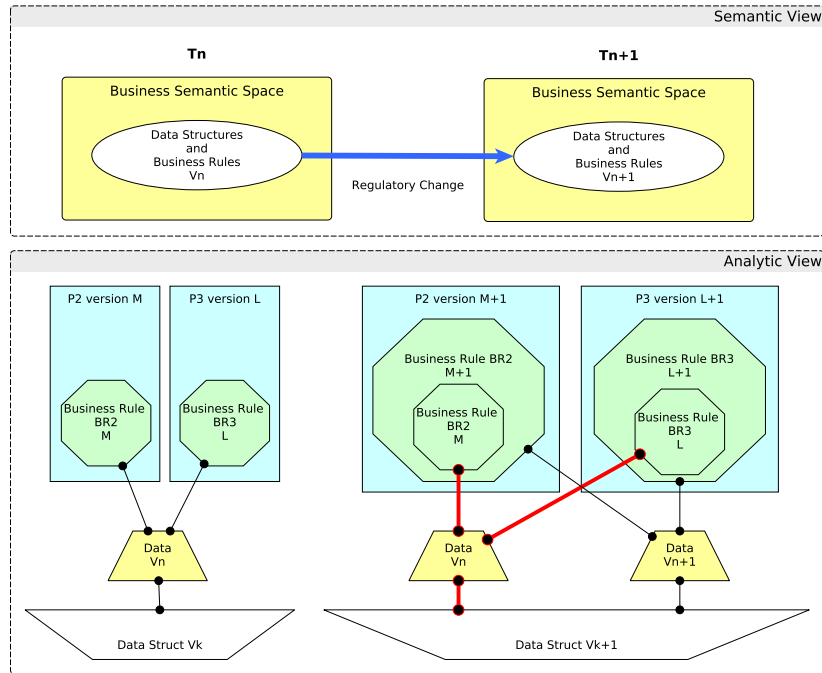 Semantic View
Tn
Tn+1
Business Semantic Space
Data Structures
and
Business Rules
Vn
Regulatory Change
Business Semantic Space
Data Structures
and
Business Rules
Vn+1
Analytic View
P2 version M
Business Rule
BR2
M
P3 version L
Business Rule
BR3
L
Data
Vn
Data Struct Vk
P2 version M+1
Business Rule BR2
M+1
Business Rule
BR2
M
P3 version L+1
Business Rule BR3
L+1
Business Rule
BR3
L
Data
Vn
Data
Vn+1
Data Struct Vk+1